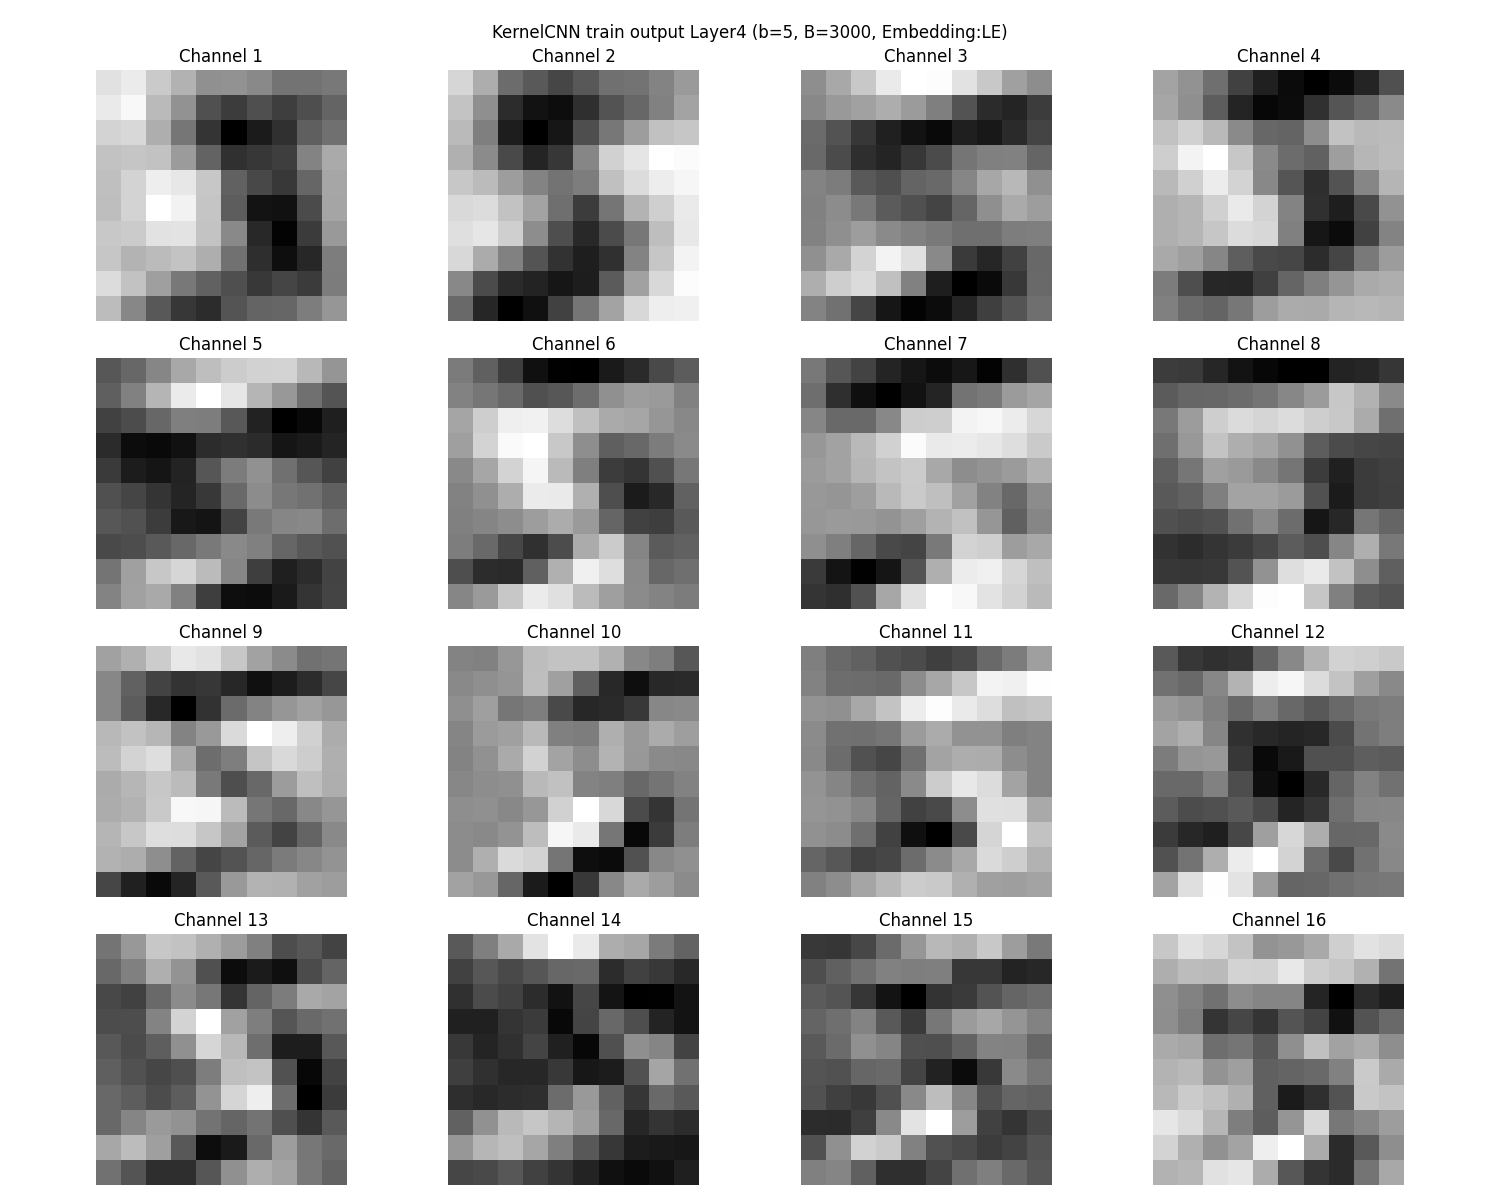 KernelCNN train output Layer4 (b=5, B=3000, Embedding:LE)
Channel 1 Channel 2 Channel 3 Channel 4
Channel 5 Channel 6 Channel 7 Channel 8
Channel 9 Channel 10 Channel 11 Channel 12
Channel 13 Channel 14 Channel 15 Channel 16